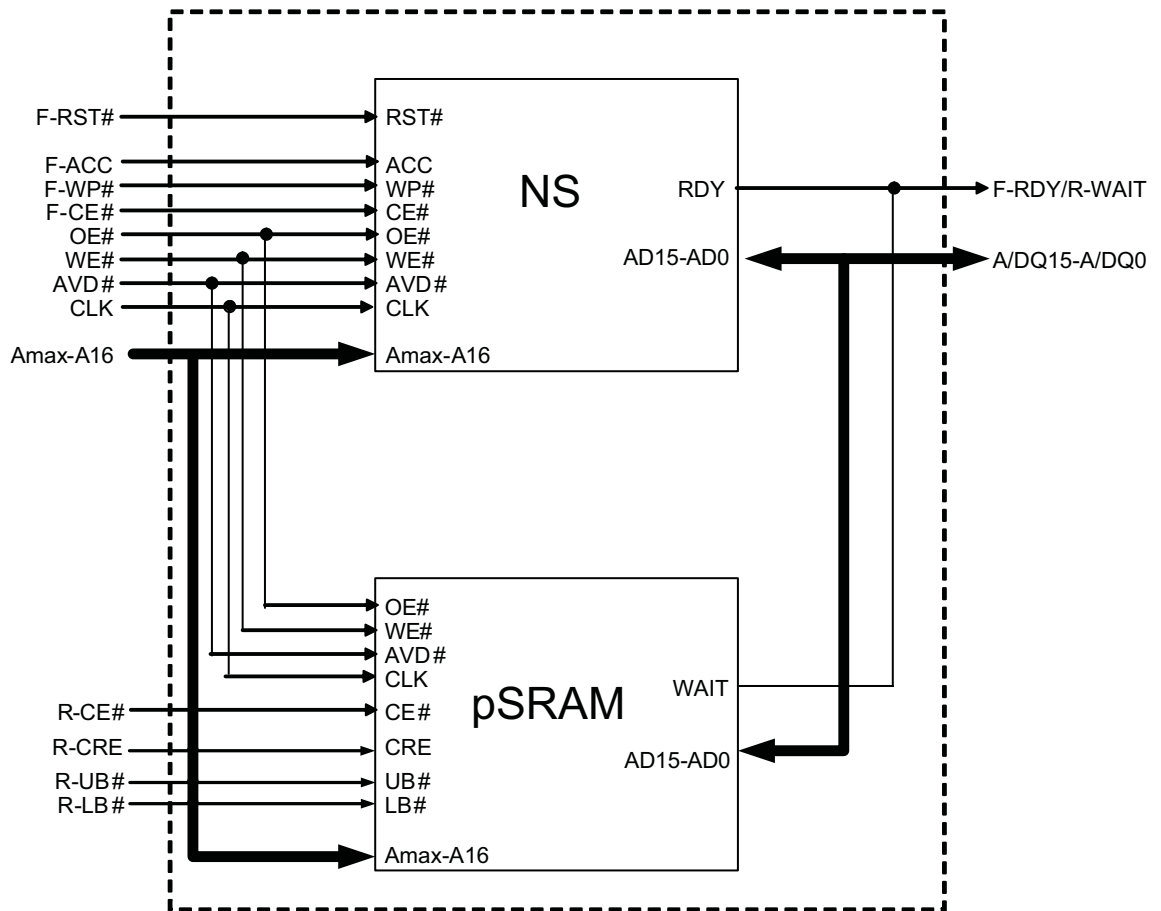 F-RST#
F-ACC
F-WP#
F-CE#
OE#
WE#
AVD#
CLK
Amax-A16
RST#
ACC
WP#
CE#
OE#
WE#
AVD#
CLK
Amax-A16
NS
RDY
AD15-AD0
F-RDY/R-WAIT
A/DQ15-A/DQ0
R-CE#
R-CRE
R-UB#
R-LB#
OE#
WE#
AVD#
CLK
CE#
CRE
UB#
LB#
Amax-A16
pSRAM
WAIT
AD15-AD0